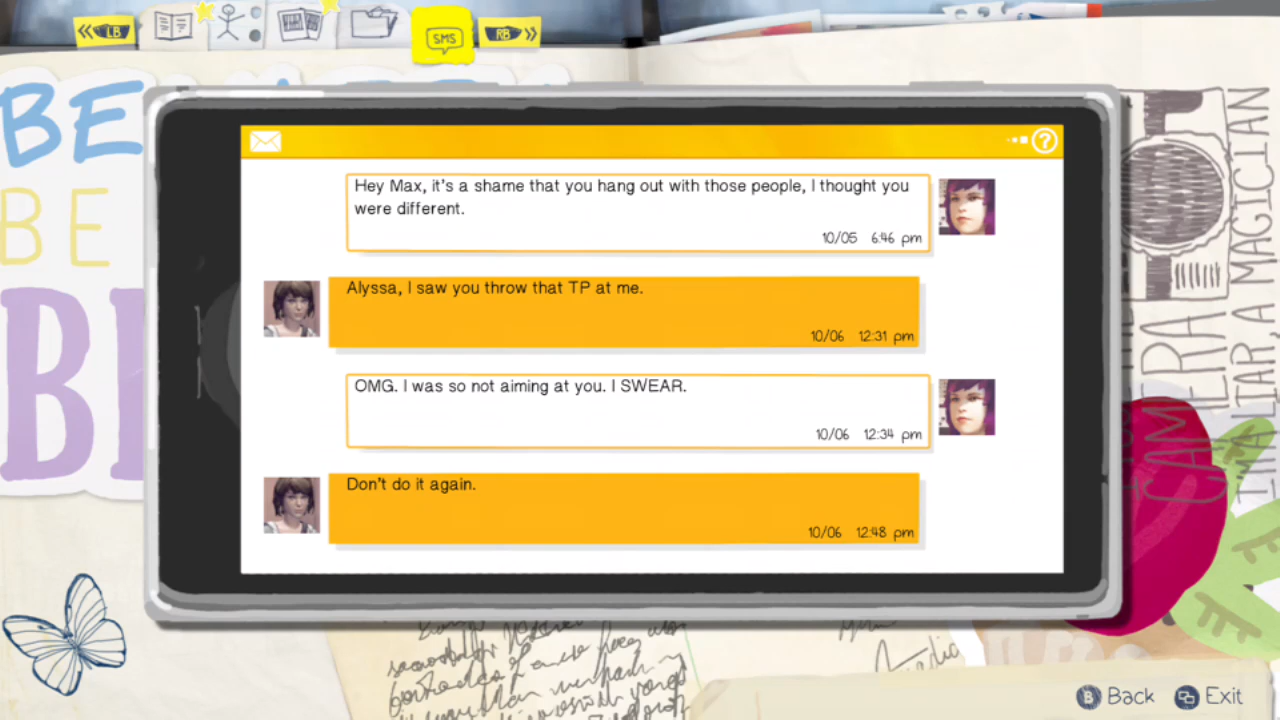 LB
SMS
RB
BE
BE
Hey Max, it's a shame that you hang out with those people, I thought you
were different.
10/05 6:46 pm
Alyssa, I saw you throw that TP at me.
10/06 12:31 pm
OMG. I was so not aiming at you. I SWEAR.
10/06 12:34 pm
Don't do it again.
10/06 12:48 pm
CAMERA
LIAR, A MAGICIAN
B Back
Exit